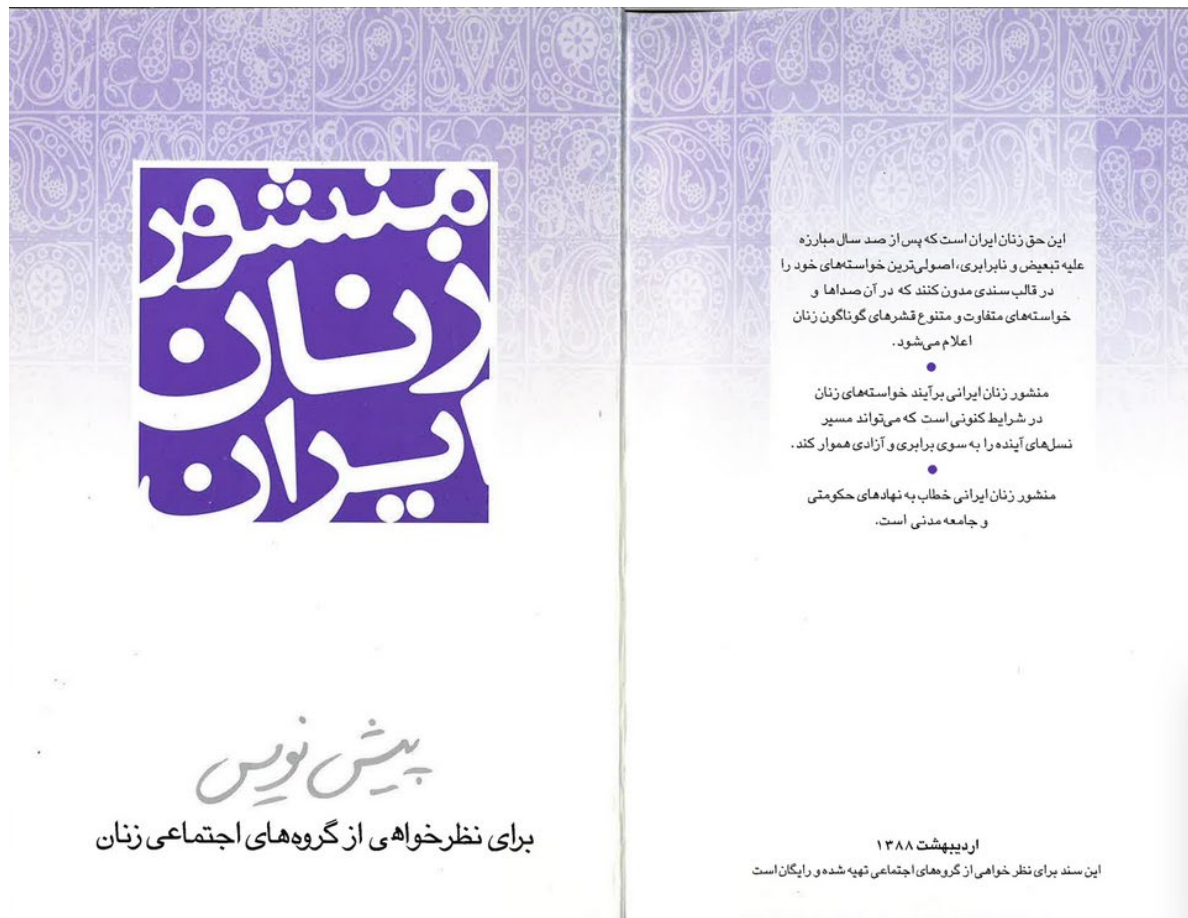 منشور
زنان
ایران
پیش نویس
برای نظرخواهی از گروه‌های اجتماعی زنان
این حق زنان ایران است که پس از صد سال مبارزه
علیه تبعیض و نابرابری، اصولی‌ترین خواسته‌های خود را
در قالب سندی مدون کنند که در آن صداها و
خواسته‌های متفاوت و متنوع قشرهای گوناگون زنان
اعلام می‌شود.
منشور زنان ایرانی برآیند خواسته‌های زنان
در شرایط کنونی است که می‌تواند مسیر
نسل‌های آینده را به سوی برابری و آزادی هموار کند.
منشور زنان ایرانی خطاب به نهادهای حکومتی
و جامعه مدنی است.
اردیبهشت ۱۳۸۸
این سند برای نظر خواهی از گروه‌های اجتماعی تهیه شده و رایگان است